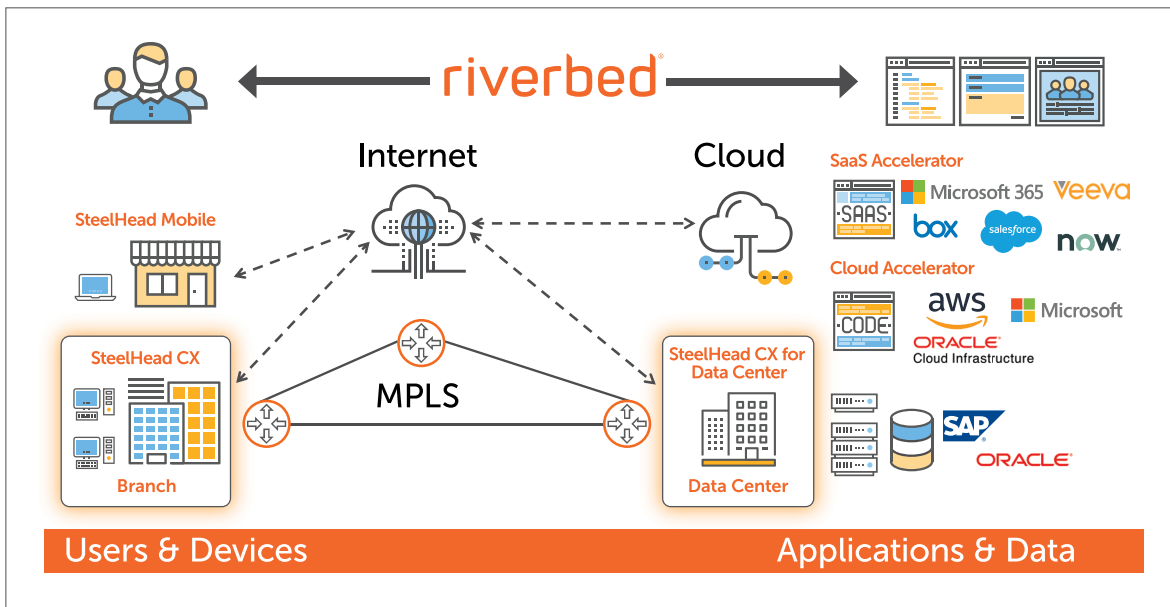 riverbed®
Internet
Cloud
SteelHead Mobile
SaaS Accelerator
SAAS
Microsoft 365
Veeva
box
salesforce
now
Cloud Accelerator
CODE
aws
Microsoft
ORACLE
Cloud Infrastructure
SteelHead CX
Branch
MPLS
SteelHead CX for
Data Center
Data Center
SAP®
ORACLE®
Users & Devices
Applications & Data